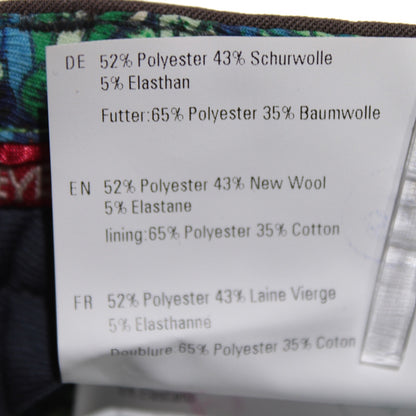 DE 52% Polyester 43% Schurwolle
5% Elasthan
Futter:65% Polyester 35% Baumwolle
EN 52% Polyester 43% New Wool
5% Elastane
lining:65% Polyester 35% Cotton
FR 52% Polyester 43% Laine Vierge
5% Elasthanne
Doublure 65% Polyester 35% Coton